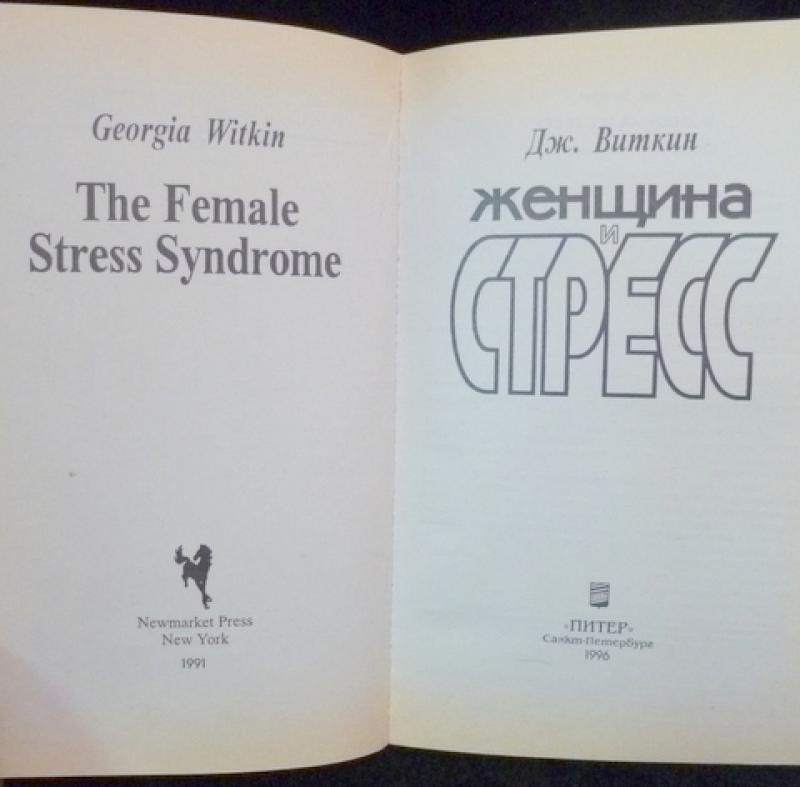 Georgia Witkin
The Female
Stress Syndrome
Newmarket Press
New York
1991
Дж. Виткин
женщина
и
СТРЕСС
«ПИТЕР»
Санкт-Петербург
1996